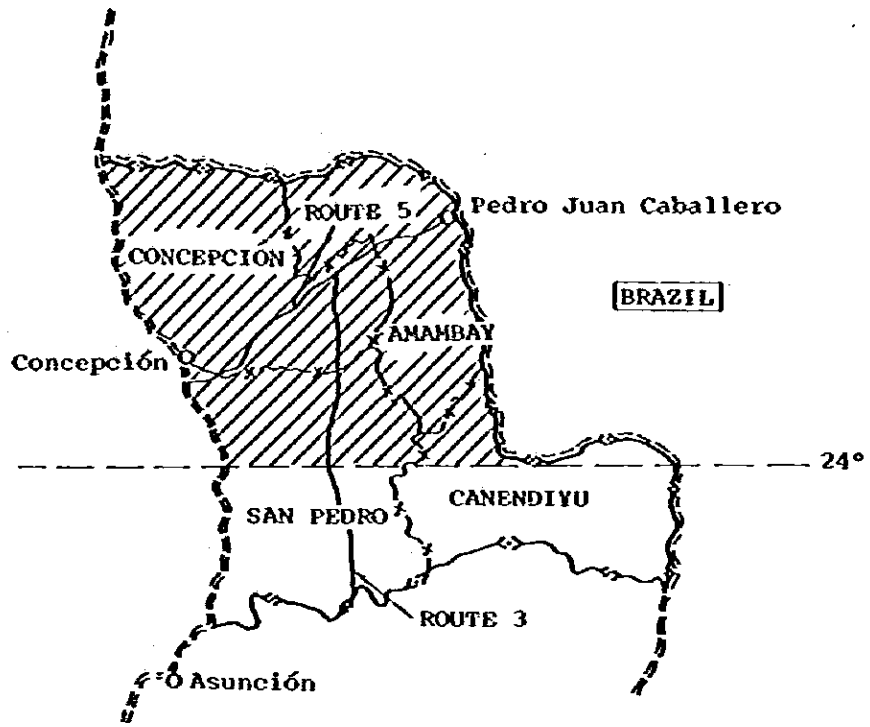 ROUTE 5
Pedro Juan Caballero
CONCEPCION
BRAZIL
AMAMBAY
Concepción
24°
CANENDIYU
SAN PEDRO
ROUTE 3
Asunción